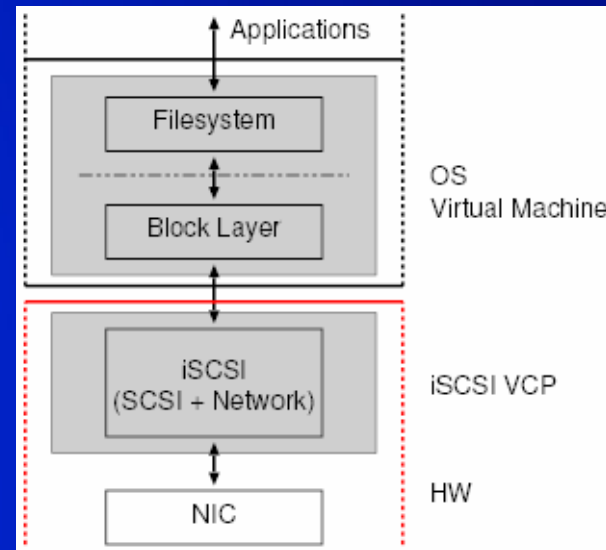 Applications
Filesystem
OS
Virtual Machine
Block Layer
iSCSI
(SCSI + Network)
iSCSI VCP
HW
NIC